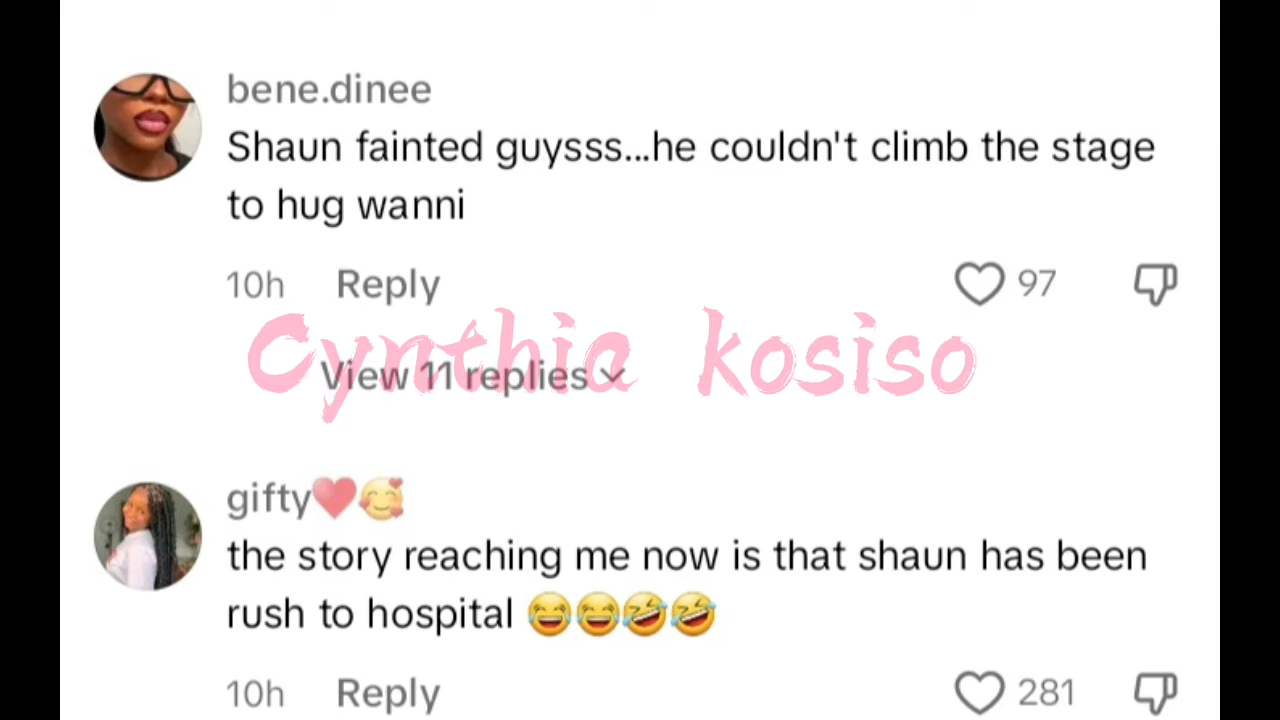 bene.dinee
Shaun fainted guysss...he couldn't climb the stage
to hug wanni
10h Reply 97
Cynthia kosiso
View 11 replies
gifty♥️🥰
the story reaching me now is that shaun has been
rush to hospital 😂😂🤣🤣
10h Reply 281